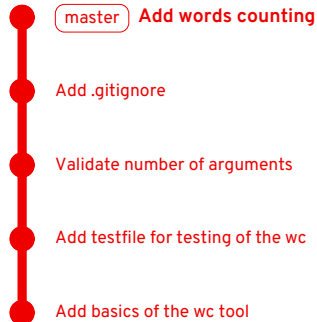 master Add words counting
Add .gitignore
Validate number of arguments
Add testfile for testing of the wc
Add basics of the wc tool